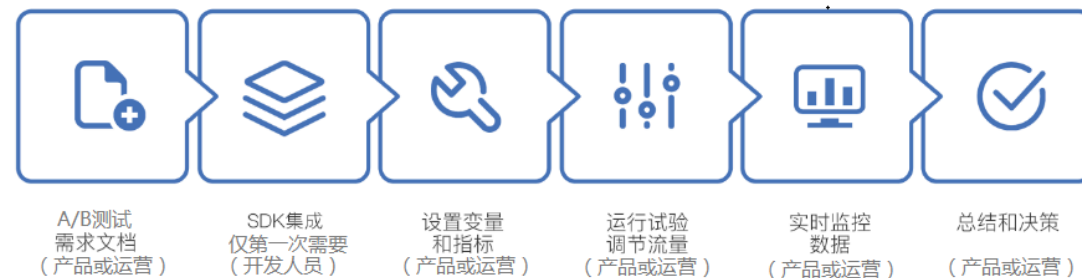 A/B测试
需求文档
（产品或运营）
SDK集成
仅第一次需要
（开发人员）
设置变量
和指标
（产品或运营）
运行试验
调节流量
（产品或运营）
实时监控
数据
（产品或运营）
总结和决策
（产品或运营）